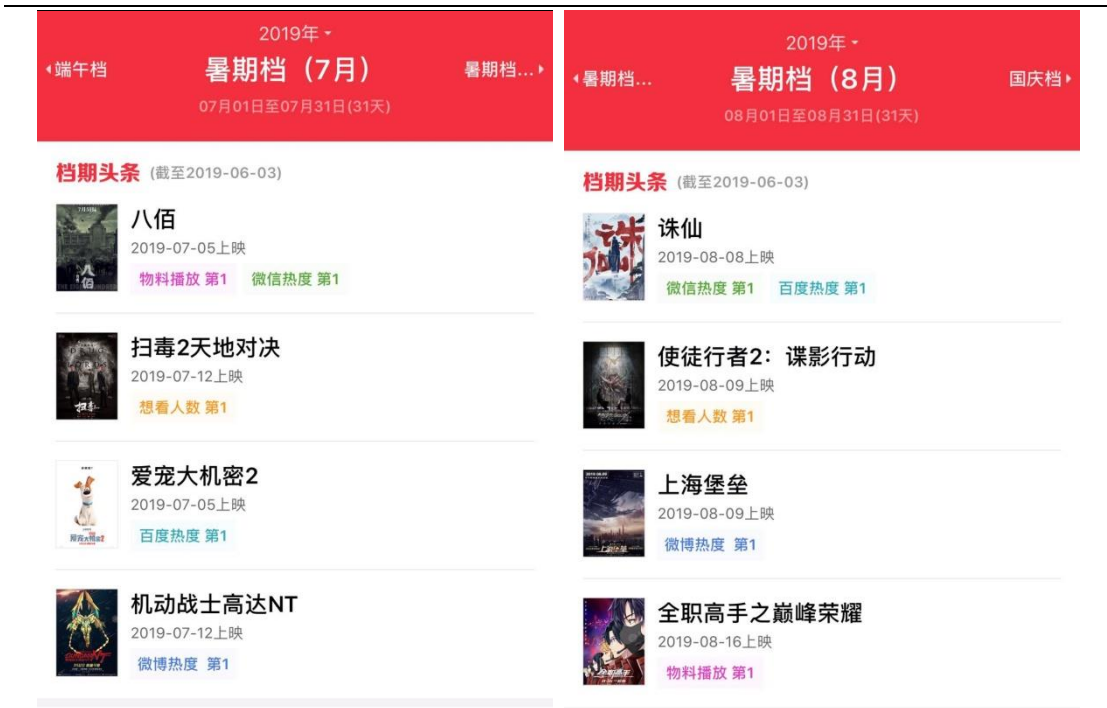 2019年
端午档
暑期档（7月）
暑期档...
07月01日至07月31日(31天)
档期头条 (截至2019-06-03)
八佰
2019-07-05上映
物料播放 第1 微信热度 第1
扫毒2天地对决
2019-07-12上映
想看人数 第1
爱宠大机密2
2019-07-05上映
百度热度 第1
机动战士高达NT
2019-07-12上映
微博热度 第1
2019年
暑期档...
暑期档（8月）
国庆档
08月01日至08月31日(31天)
档期头条 (截至2019-06-03)
诛仙
2019-08-08上映
微信热度 第1 百度热度 第1
使徒行者2：谍影行动
2019-08-09上映
想看人数 第1
上海堡垒
2019-08-09上映
微博热度 第1
全职高手之巅峰荣耀
2019-08-16上映
物料播放 第1